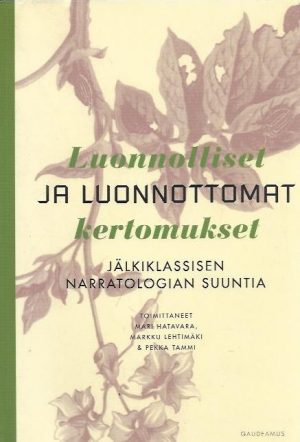 Luonnolliset
JA LUONNOTTOMAT
kertomukset
JÄLKIKLASSISEN
NARRATOLOGIAN SUUNTIA
TOIMITTANEET
MARI HATAVARA,
MARKKU LEHTIMÄKI
& PEKKA TAMMI
GAUDEAMUS